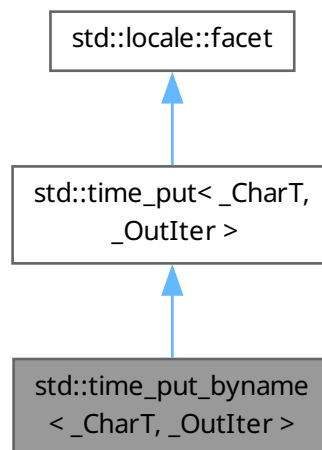 std::locale::facet
std::time_put< _CharT,
_OutIter >
std::time_put_byname
< _CharT, _OutIter >